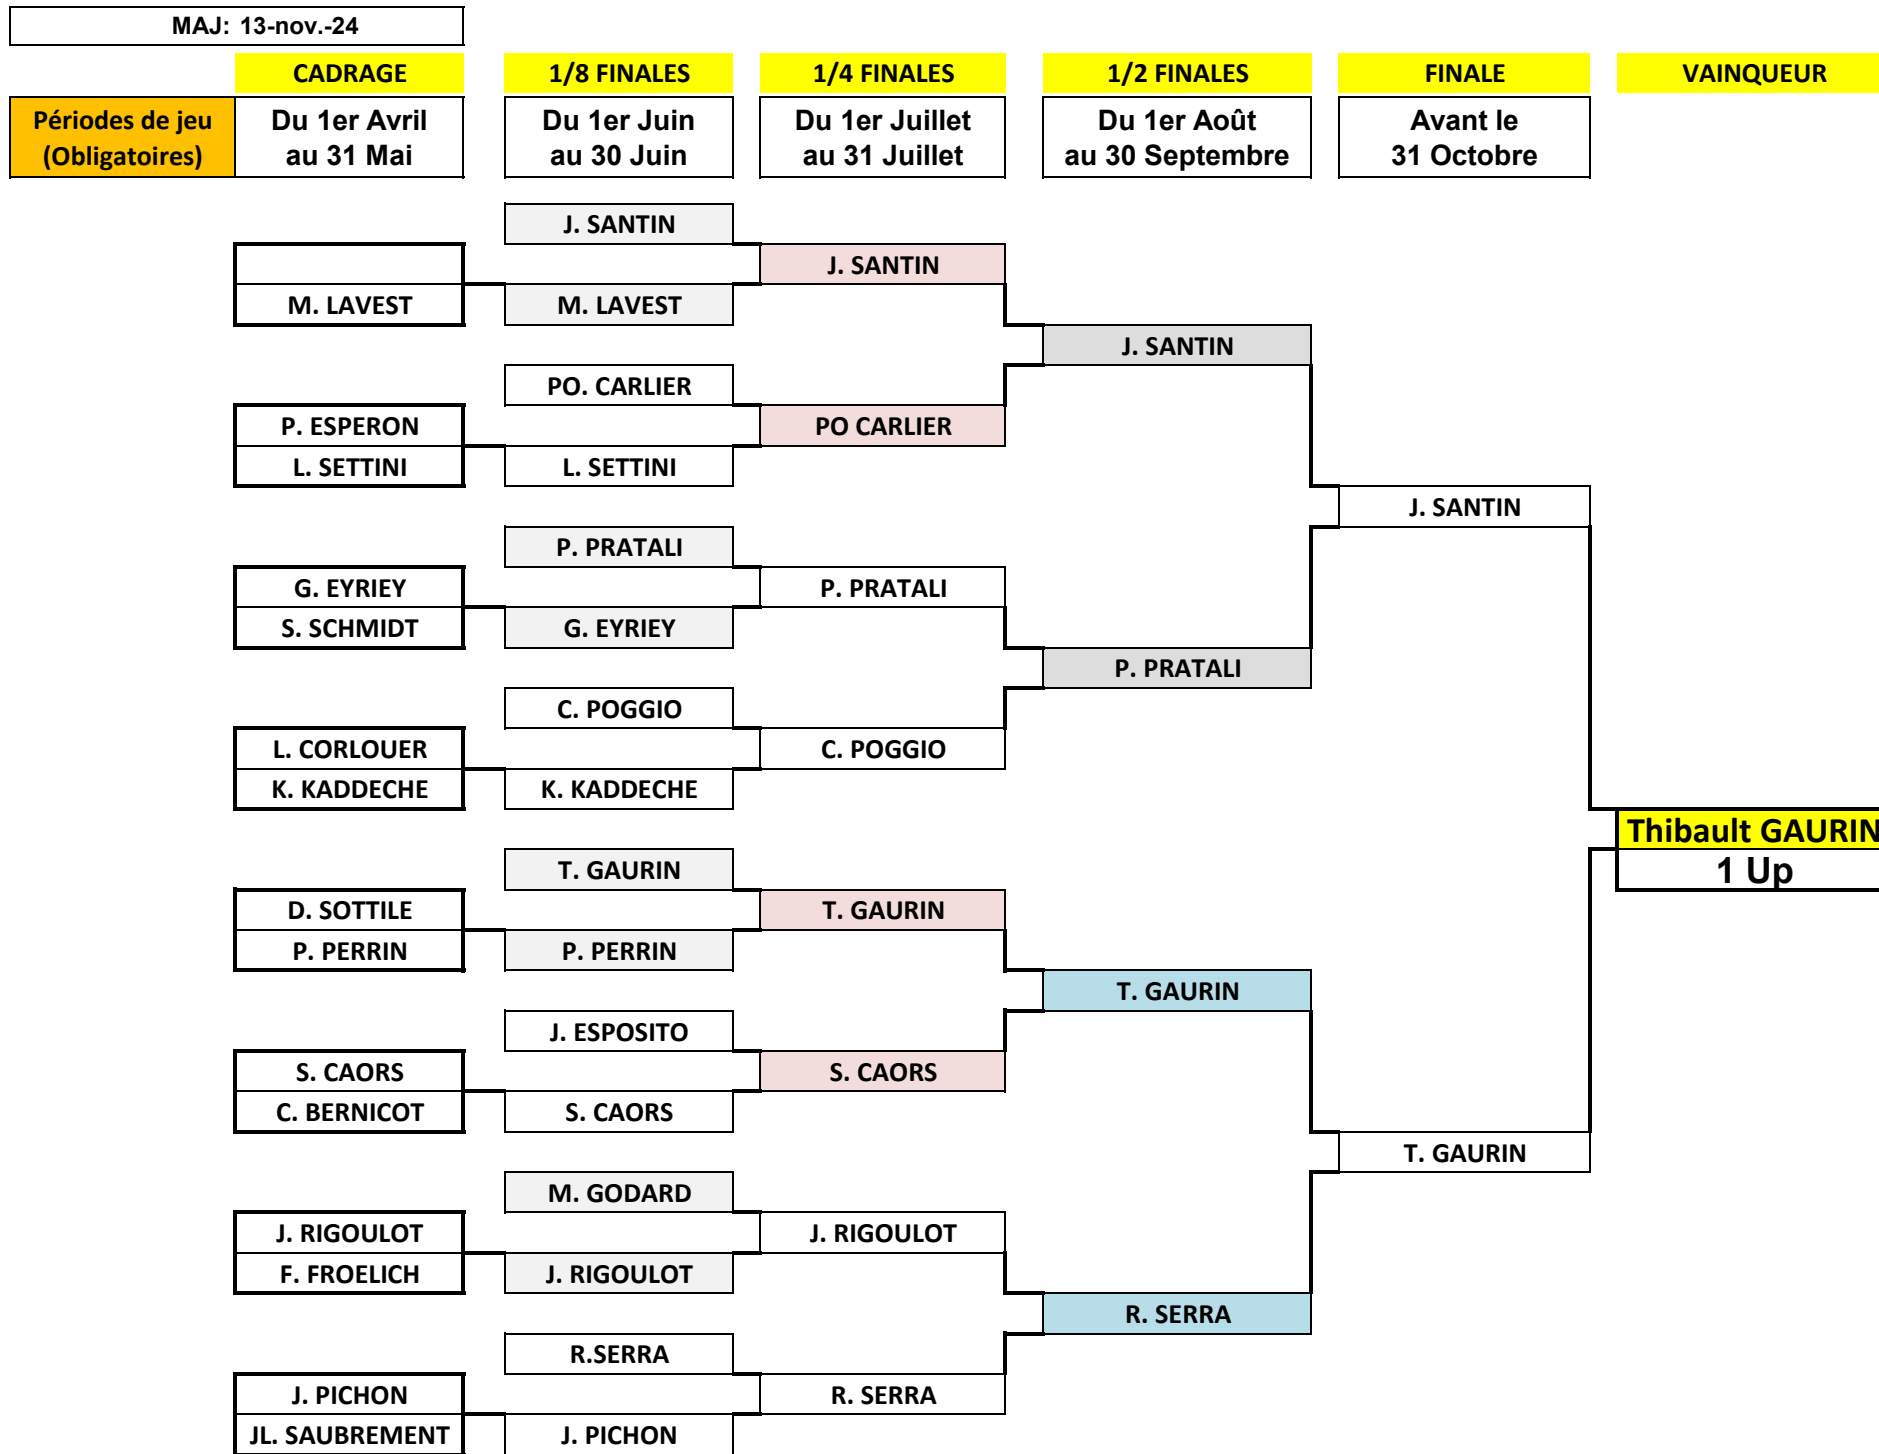 MAJ: 13-nov.-24
CADRAGE
1/8 FINALES
1/4 FINALES
1/2 FINALES
FINALE
VAINQUEUR
Périodes de jeu
(Obligatoires)
Du 1er Avril
au 31 Mai
Du 1er Juin
au 30 Juin
Du 1er Juillet
au 31 Juillet
Du 1er Août
au 30 Septembre
Avant le
31 Octobre
J. SANTIN
J. SANTIN
M. LAVEST
M. LAVEST
J. SANTIN
PO. CARLIER
P. ESPERON
PO CARLIER
L. SETTINI
L. SETTINI
J. SANTIN
P. PRATALI
G. EYRIEY
P. PRATALI
S. SCHMIDT
G. EYRIEY
P. PRATALI
C. POGGIO
L. CORLOUER
C. POGGIO
K. KADDECHE
K. KADDECHE
Thibault GAURIN
1 Up
T. GAURIN
D. SOTTILE
T. GAURIN
P. PERRIN
P. PERRIN
T. GAURIN
J. ESPOSITO
S. CAORS
S. CAORS
C. BERNICOT
S. CAORS
T. GAURIN
M. GODARD
J. RIGOULOT
J. RIGOULOT
F. FROELICH
J. RIGOULOT
R. SERRA
R.SERRA
J. PICHON
R. SERRA
JL. SAUBREMENT
J. PICHON